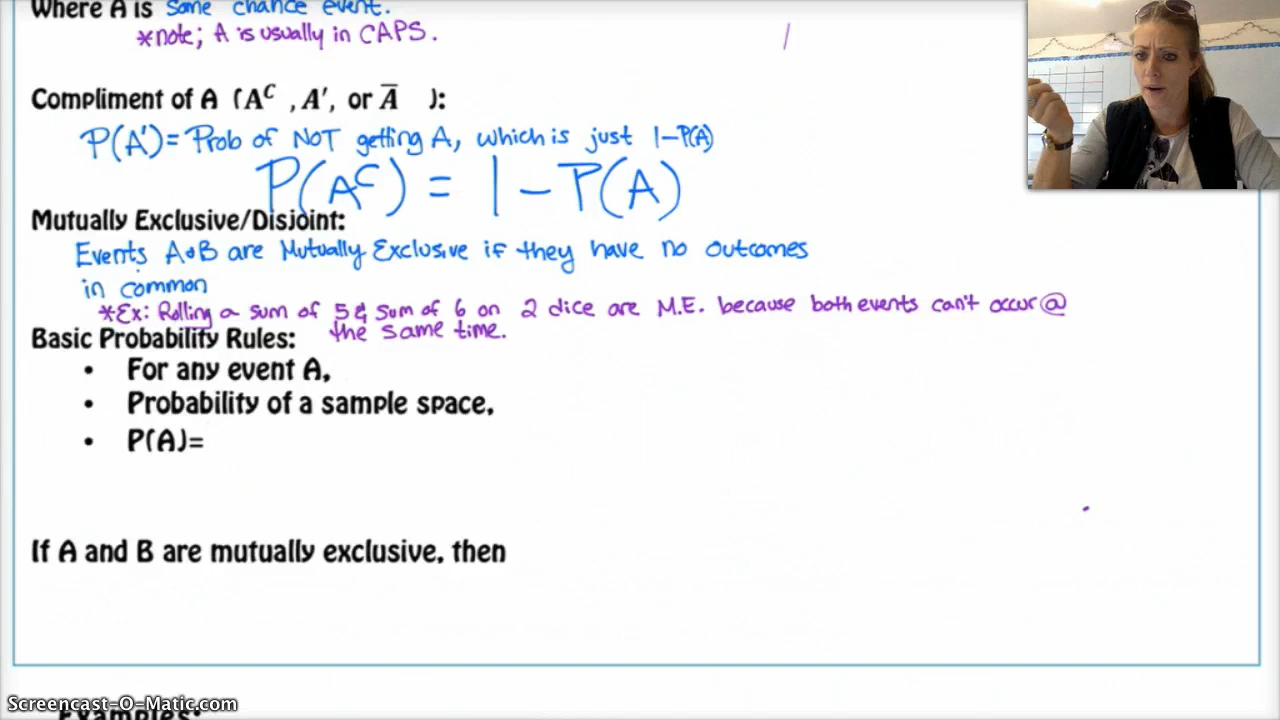 Where A is some chance event.
*note; A is usually in CAPS.
Compliment of A (Aᶜ, A', or Ā ):
P(A') = Prob of NOT getting A, which is just 1-P(A)
P(Aᶜ) = 1 - P(A)
Mutually Exclusive/Disjoint:
Events A & B are Mutually Exclusive if they have no outcomes
in common
*Ex: Rolling a sum of 5 & sum of 6 on 2 dice are M.E. because both events can't occur @
the same time.
Basic Probability Rules:
• For any event A,
• Probability of a sample space,
• P(A)=
If A and B are mutually exclusive, then
Screencast-O-Matic.com
Examples: